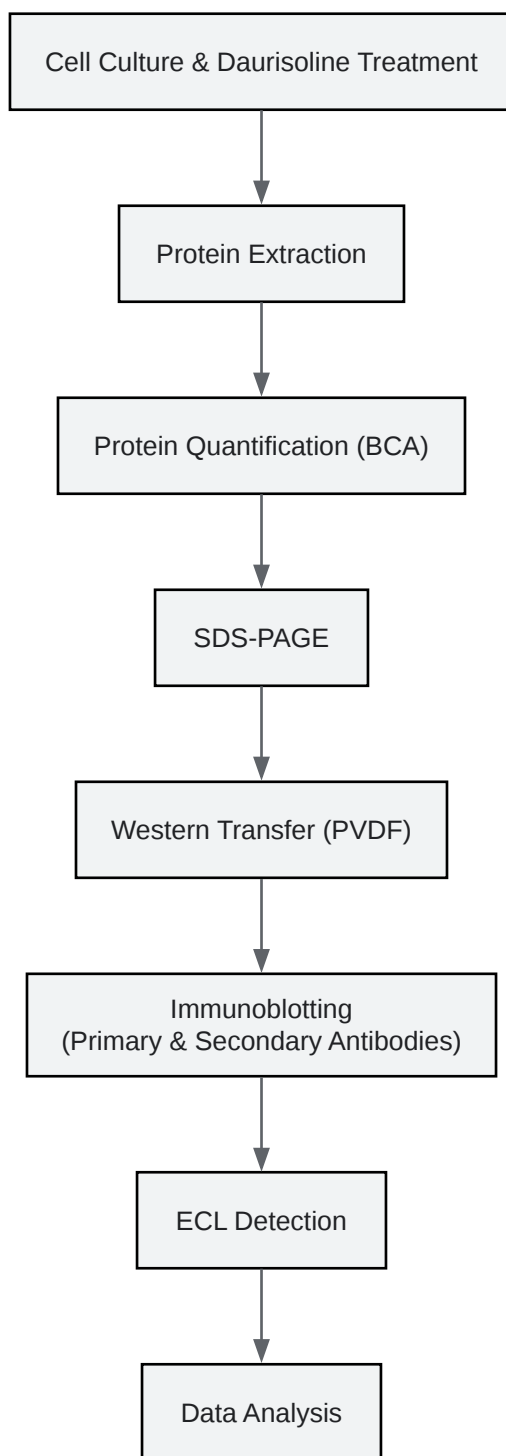 Cell Culture & Daurisoline Treatment
Protein Extraction
Protein Quantification (BCA)
SDS-PAGE
Western Transfer (PVDF)
Immunoblotting
(Primary & Secondary Antibodies)
ECL Detection
Data Analysis